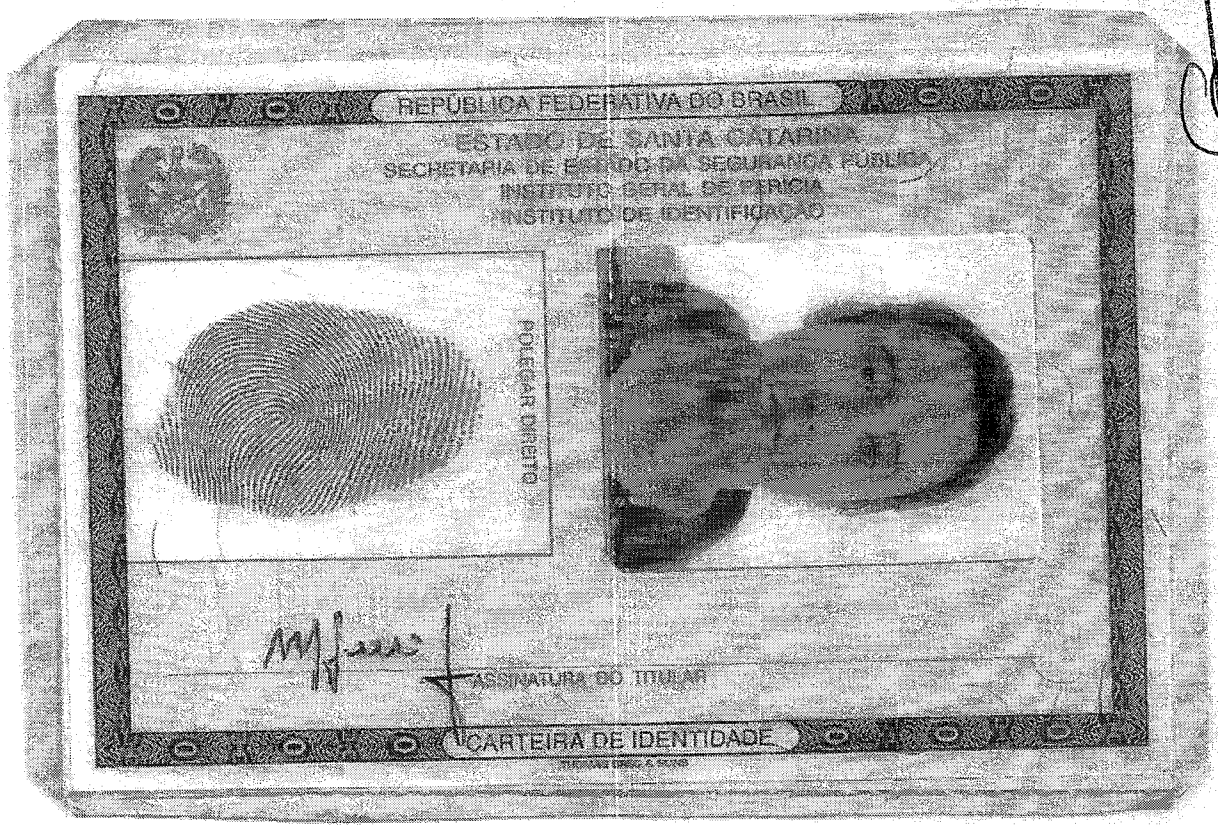 REPÚBLICA FEDERATIVA DO BRASIL
ESTADO DE SANTA CATARINA
SECRETARIA DE ESTADO DA SEGURANÇA PÚBLICA
INSTITUTO GERAL DE PERÍCIA
INSTITUTO DE IDENTIFICAÇÃO
POLEGAR DIREITO
ASSINATURA DO TITULAR
CARTEIRA DE IDENTIDADE